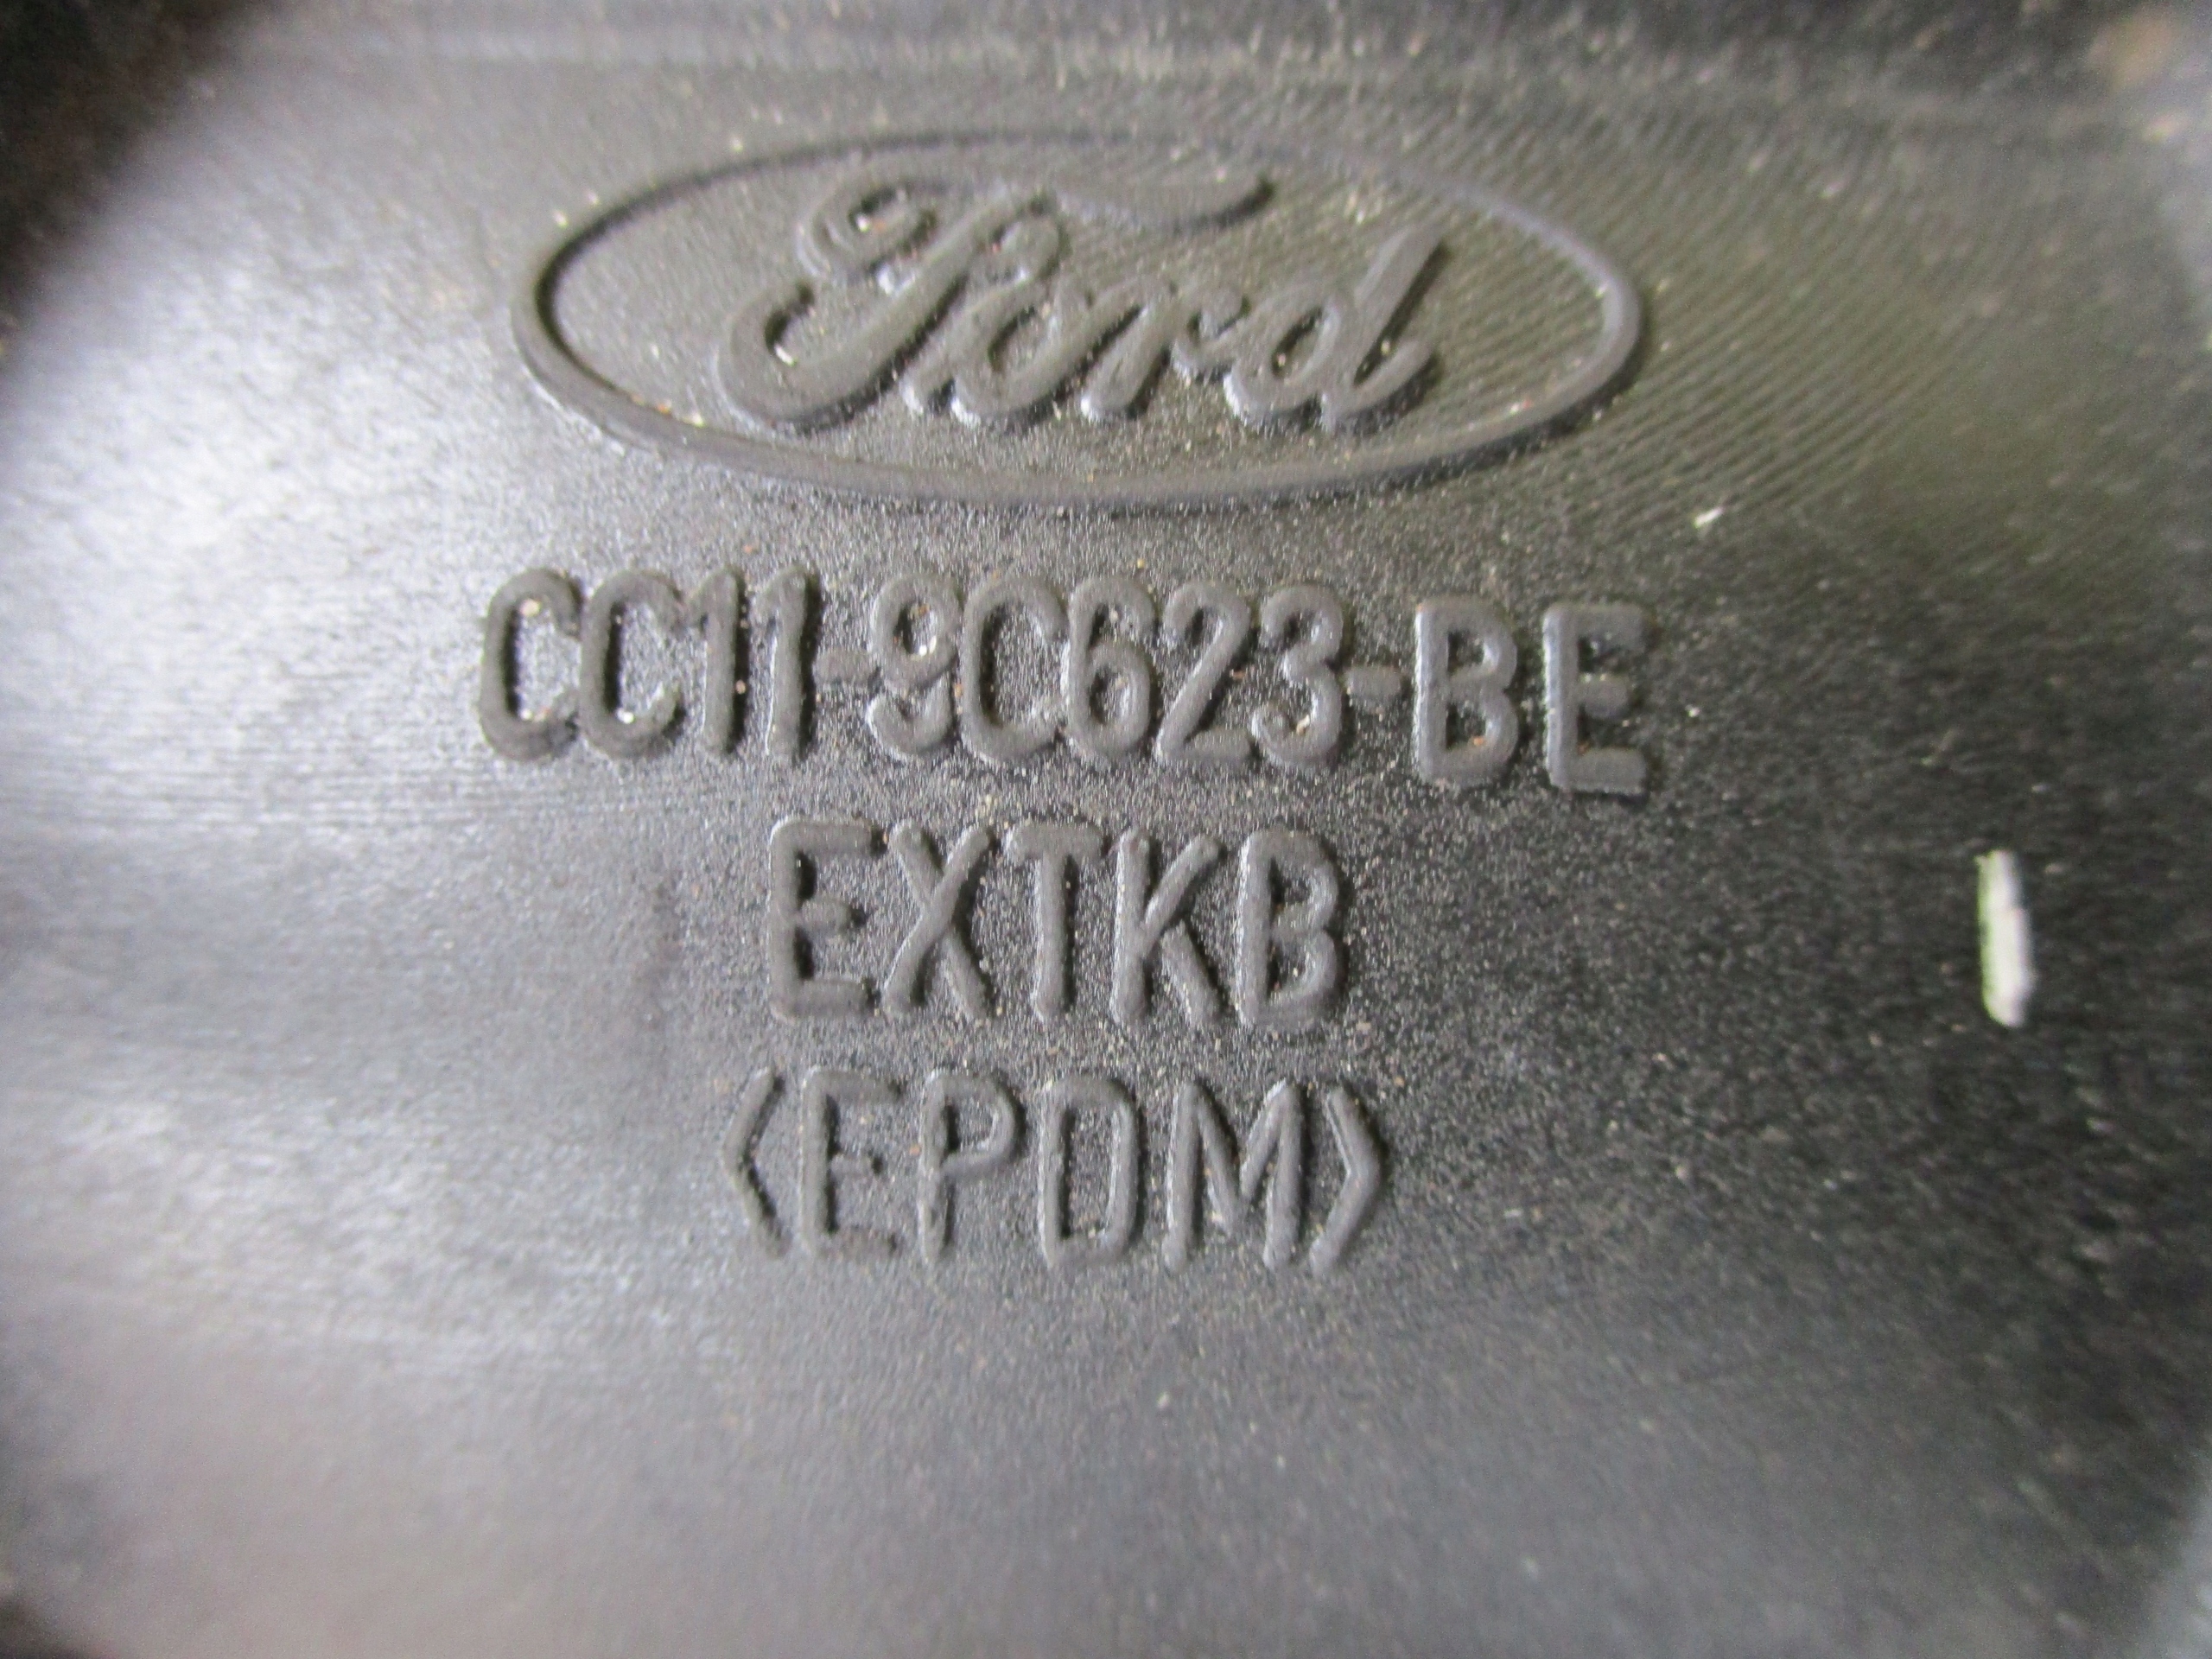 Ford
CC11-9C623-BE
EXTKB
<EPDM>